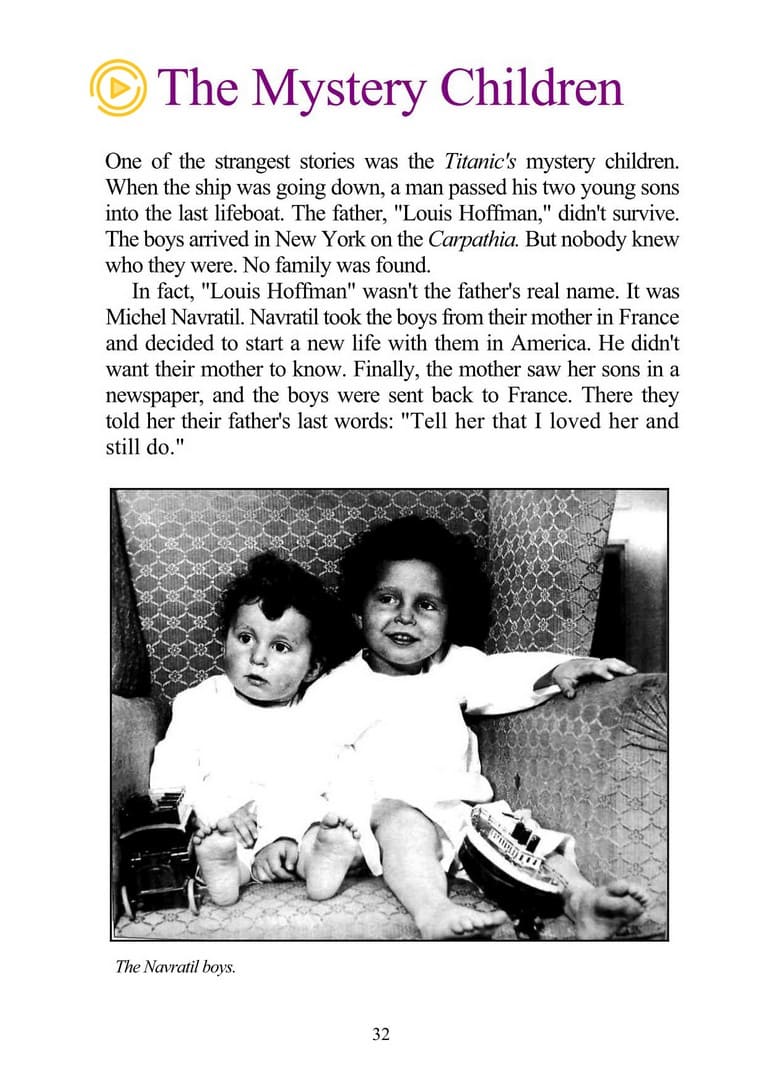 The Mystery Children
One of the strangest stories was the Titanic's mystery children.
When the ship was going down, a man passed his two young sons
into the last lifeboat. The father, "Louis Hoffman," didn't survive.
The boys arrived in New York on the Carpathia. But nobody knew
who they were. No family was found.
In fact, "Louis Hoffman" wasn't the father's real name. It was
Michel Navratil. Navratil took the boys from their mother in France
and decided to start a new life with them in America. He didn't
want their mother to know. Finally, the mother saw her sons in a
newspaper, and the boys were sent back to France. There they
told her their father's last words: "Tell her that I loved her and
still do."
The Navratil boys.
32